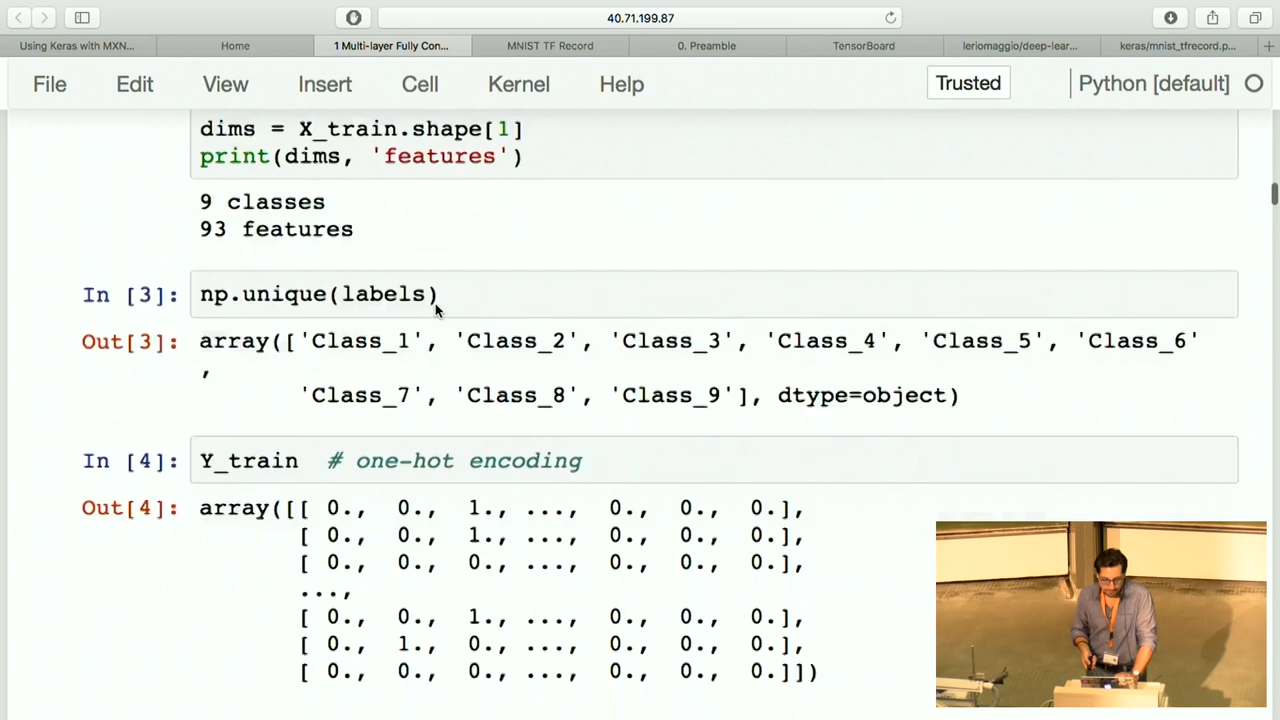 40.71.199.87
Using Keras with MXN... Home 1 Multi-layer Fully Con... MNIST TF Record 0. Preamble TensorBoard leriomaggio/deep-lear... keras/mnist_tfrecord.p...
File Edit View Insert Cell Kernel Help Trusted Python [default]
dims = X_train.shape[1]
print(dims, 'features')
9 classes
93 features
In [3]: np.unique(labels)
Out[3]: array(['Class_1', 'Class_2', 'Class_3', 'Class_4', 'Class_5', 'Class_6'
,
'Class_7', 'Class_8', 'Class_9'], dtype=object)
In [4]: Y_train # one-hot encoding
Out[4]: array([[ 0., 0., 1., ..., 0., 0., 0.],
[ 0., 0., 1., ..., 0., 0., 0.],
[ 0., 0., 0., ..., 0., 0., 0.],
...,
[ 0., 0., 1., ..., 0., 0., 0.],
[ 0., 1., 0., ..., 0., 0., 0.],
[ 0., 0., 0., ..., 0., 0., 0.]])